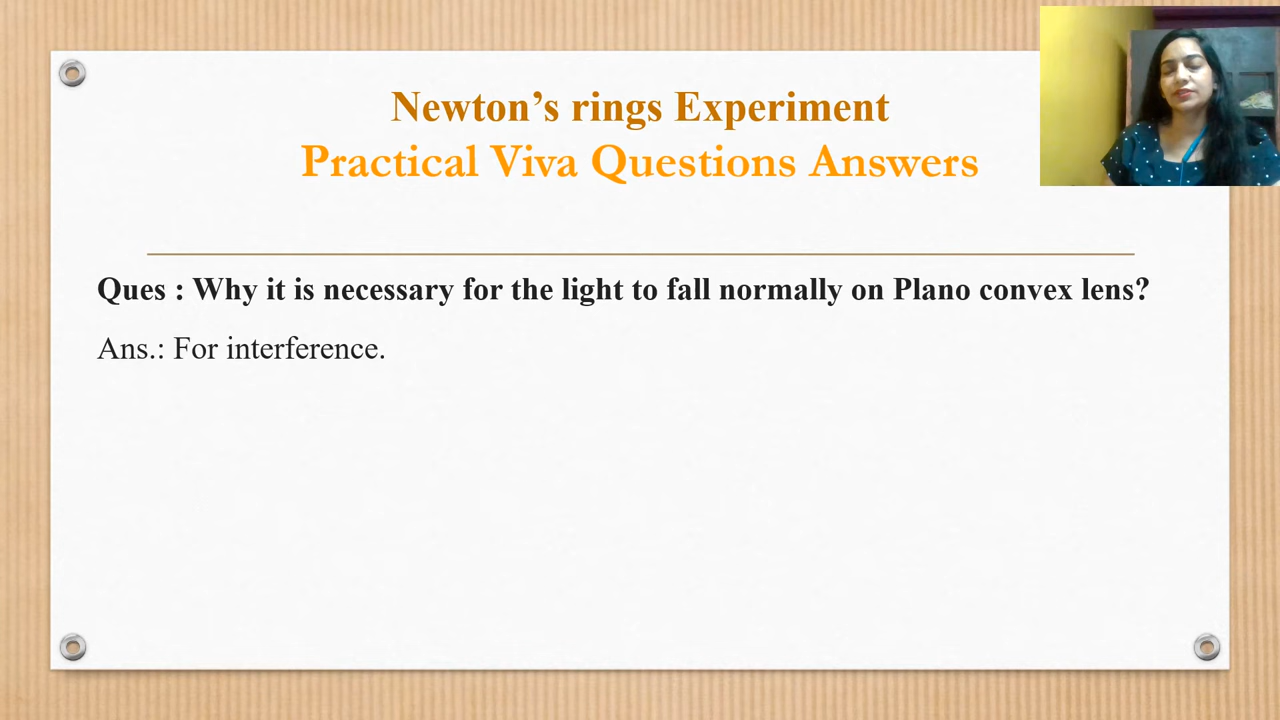 Newton’s rings Experiment
Practical Viva Questions Answers
Ques : Why it is necessary for the light to fall normally on Plano convex lens?
Ans.: For interference.